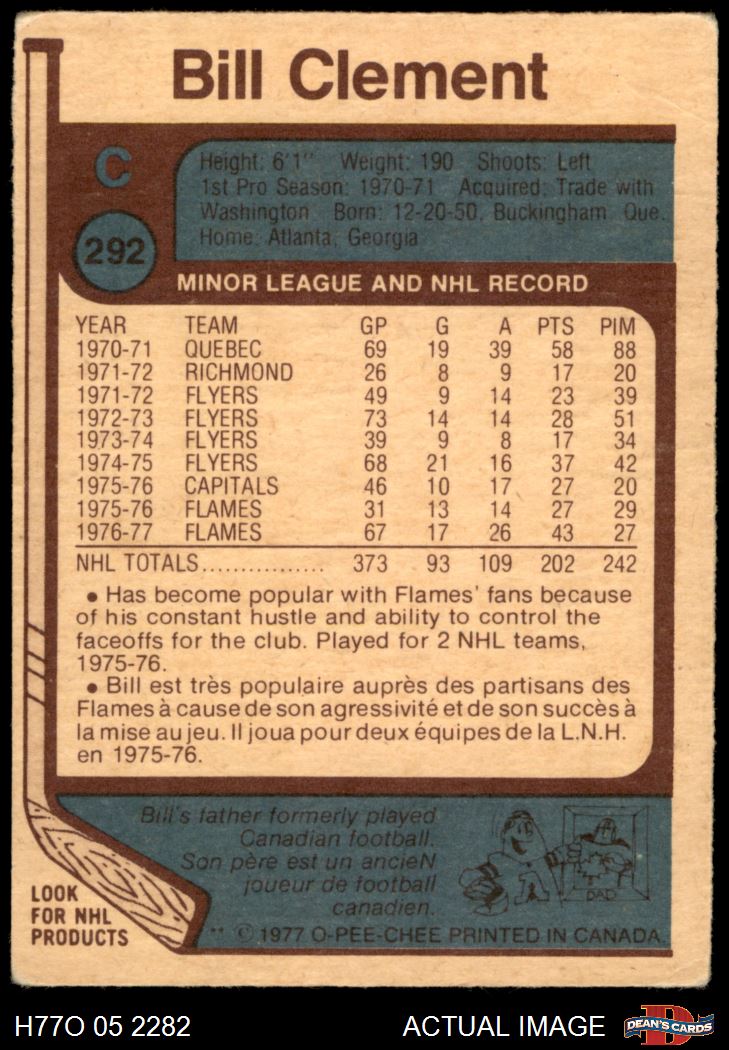 Bill Clement
C
292
Height: 6'1" Weight: 190 Shoots: Left
1st Pro Season: 1970-71 Acquired: Trade with
Washington Born: 12-20-50, Buckingham Que.
Home: Atlanta, Georgia
MINOR LEAGUE AND NHL RECORD
YEAR TEAM GP G A PTS PIM
1970-71 QUEBEC 69 19 39 58 88
1971-72 RICHMOND 26 8 9 17 20
1971-72 FLYERS 49 9 14 23 39
1972-73 FLYERS 73 14 14 28 51
1973-74 FLYERS 39 9 8 17 34
1974-75 FLYERS 68 21 16 37 42
1975-76 CAPITALS 46 10 17 27 20
1975-76 FLAMES 31 13 14 27 29
1976-77 FLAMES 67 17 26 43 27
NHL TOTALS................ 373 93 109 202 242
• Has become popular with Flames' fans because
of his constant hustle and ability to control the
faceoffs for the club. Played for 2 NHL teams,
1975-76.
• Bill est très populaire auprès des partisans des
Flames à cause de son agressivité et de son succès à
la mise au jeu. Il joua pour deux équipes de la L.N.H.
en 1975-76.
Bill's father formerly played
Canadian football.
Son père est un ancieN
joueur de football
canadien.
A
DAD
LOOK
FOR NHL
PRODUCTS
** © 1977 O-PEE-CHEE PRINTED IN CANADA
H77O 05 2282 ACTUAL IMAGE
D
DEAN'S CARDS